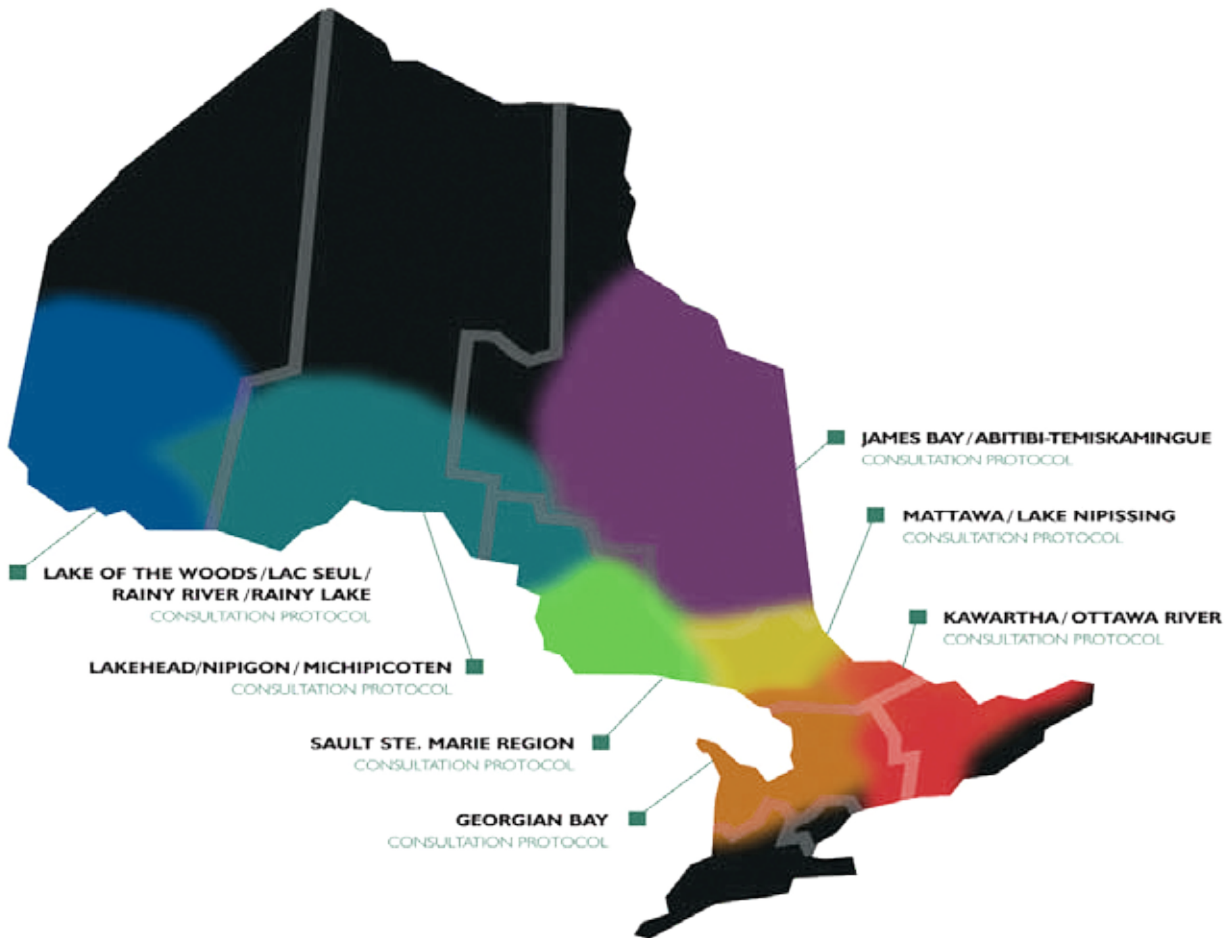 JAMES BAY/ABITIBI-TEMISKAMINGUE
CONSULTATION PROTOCOL
MATTAWA/LAKE NIPISSING
CONSULTATION PROTOCOL
LAKE OF THE WOODS/LAC SEUL/
RAINY RIVER/RAINY LAKE
CONSULTATION PROTOCOL
KAWARTHA/OTTAWA RIVER
CONSULTATION PROTOCOL
LAKEHEAD/NIPIGON/MICHIPICOTEN
CONSULTATION PROTOCOL
SAULT STE. MARIE REGION
CONSULTATION PROTOCOL
GEORGIAN BAY
CONSULTATION PROTOCOL